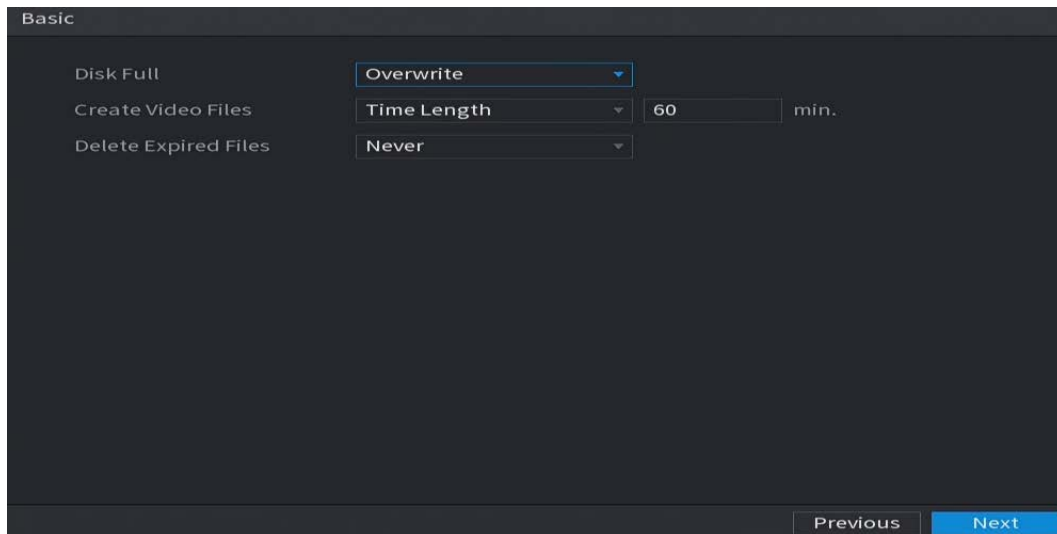 Basic
Disk Full Overwrite
Create Video Files Time Length 60 min.
Delete Expired Files Never
Previous Next